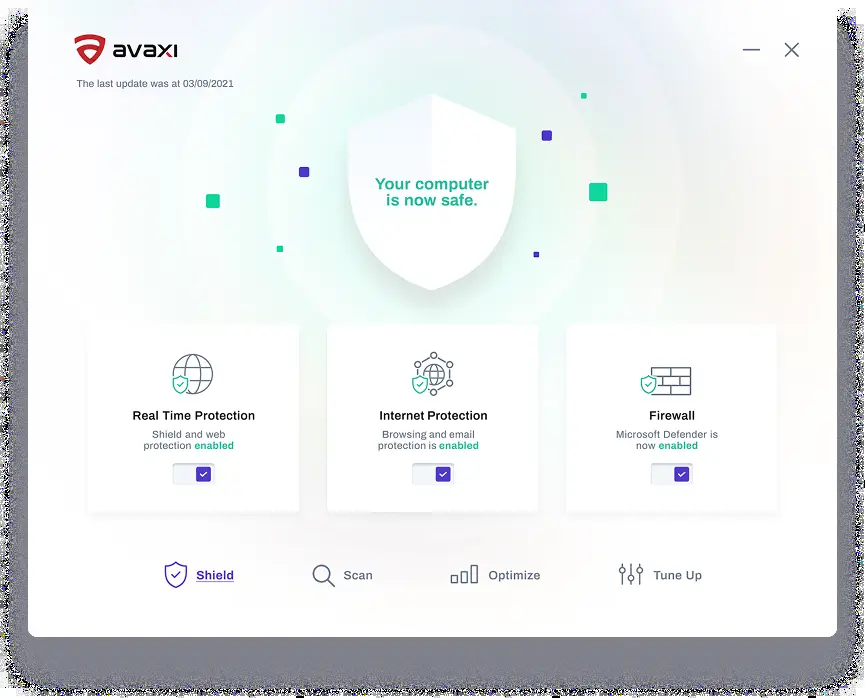 avaxi
The last update was at 03/09/2021
Your computer
is now safe.
Real Time Protection
Shield and web
protection enabled
Internet Protection
Browsing and email
protection is enabled
Firewall
Microsoft Defender is
now enabled
Shield
Scan
Optimize
Tune Up